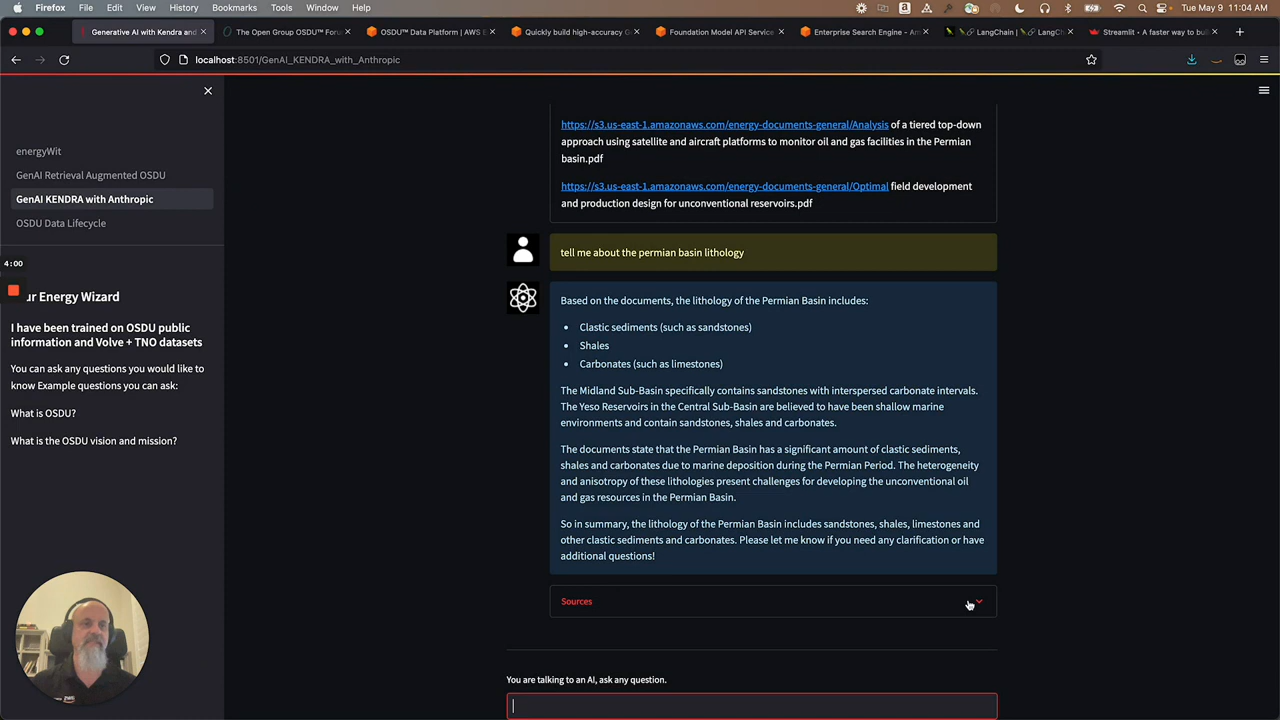 Firefox File Edit View History Bookmarks Tools Window Help Tue May 9 11:04 AM
Generative AI with Kendra and
The Open Group OSDU™ Foru
OSDU™ Data Platform | AWS E
Quickly build high-accuracy Ge
Foundation Model API Service
Enterprise Search Engine - Am
LangChain | LangCh
Streamlit • A faster way to bui
localhost:8501/GenAI_KENDRA_with_Anthropic
energyWit
GenAI Retrieval Augmented OSDU
GenAI KENDRA with Anthropic
OSDU Data Lifecycle
4:00
ur Energy Wizard
I have been trained on OSDU public
information and Volve + TNO datasets
You can ask any questions you would like to
know Example questions you can ask:
What is OSDU?
What is the OSDU vision and mission?
https://s3.us-east-1.amazonaws.com/energy-documents-general/Analysis of a tiered top-down
approach using satellite and aircraft platforms to monitor oil and gas facilities in the Permian
basin.pdf
https://s3.us-east-1.amazonaws.com/energy-documents-general/Optimal field development
and production design for unconventional reservoirs.pdf
tell me about the permian basin lithology
Based on the documents, the lithology of the Permian Basin includes:
• Clastic sediments (such as sandstones)
• Shales
• Carbonates (such as limestones)
The Midland Sub-Basin specifically contains sandstones with interspersed carbonate intervals.
The Yeso Reservoirs in the Central Sub-Basin are believed to have been shallow marine
environments and contain sandstones, shales and carbonates.
The documents state that the Permian Basin has a significant amount of clastic sediments,
shales and carbonates due to marine deposition during the Permian Period. The heterogeneity
and anisotropy of these lithologies present challenges for developing the unconventional oil
and gas resources in the Permian Basin.
So in summary, the lithology of the Permian Basin includes sandstones, shales, limestones and
other clastic sediments and carbonates. Please let me know if you need any clarification or have
additional questions!
Sources
You are talking to an AI, ask any question.